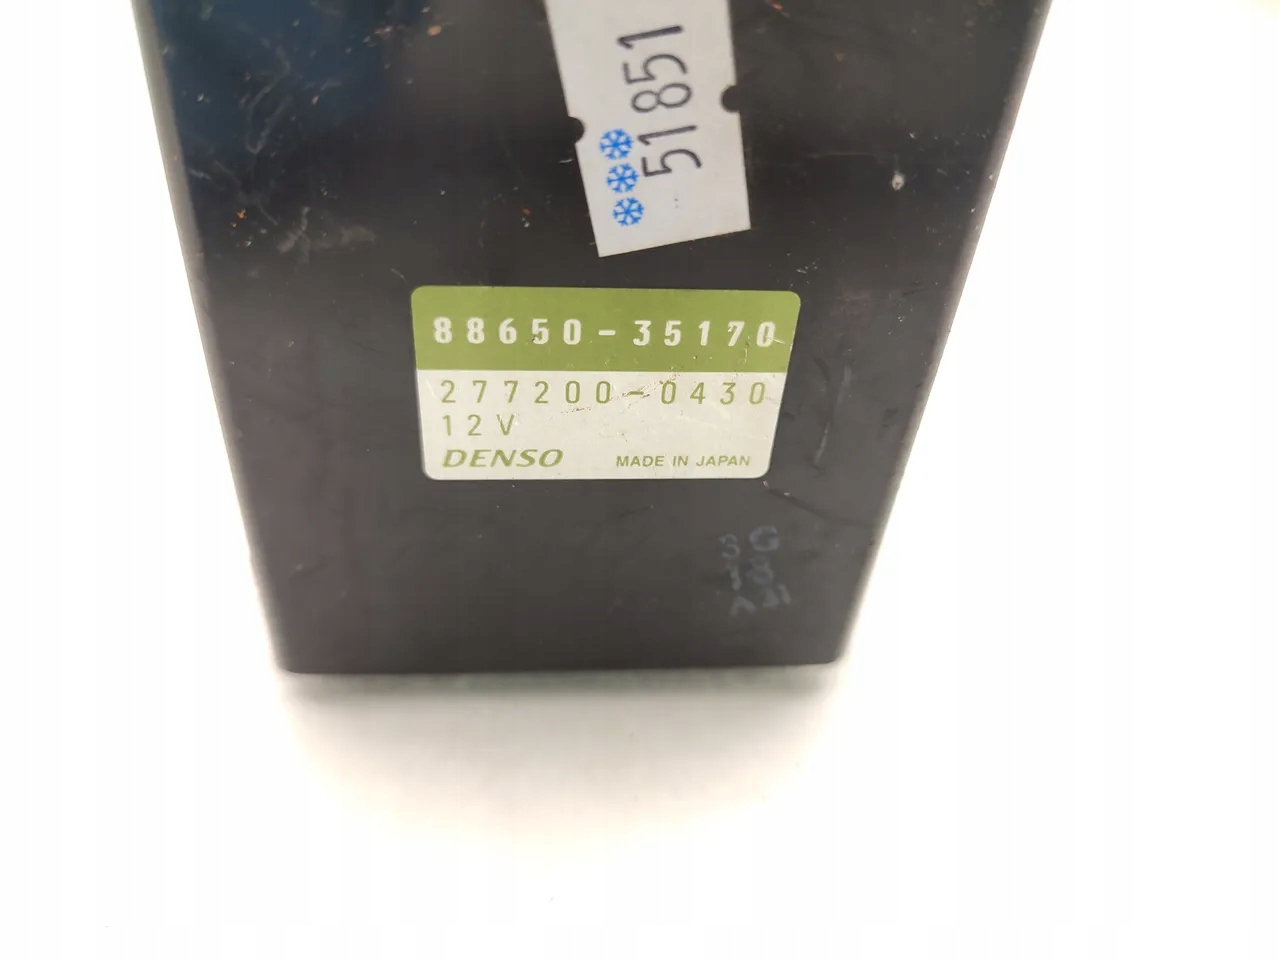 ***51851
88650-35170
277200-0430
12V
DENSO MADE IN JAPAN